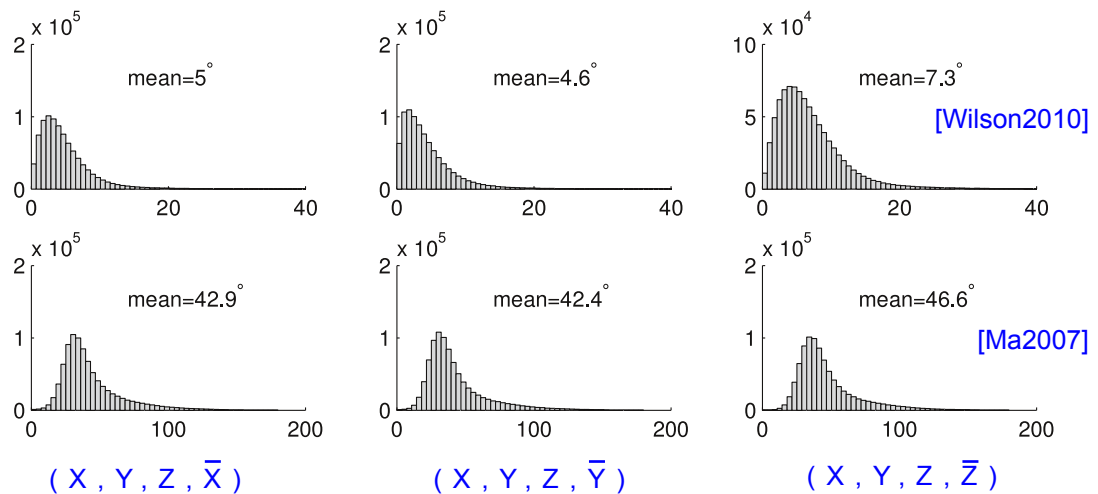 x 10^5
2
1
0
0 20 40
mean=5°
x 10^5
2
1
0
0 20 40
mean=4.6°
x 10^4
10
5
0
0 20 40
mean=7.3°
[Wilson2010]
x 10^5
2
1
0
0 100 200
mean=42.9°
x 10^5
2
1
0
0 100 200
mean=42.4°
x 10^5
2
1
0
0 100 200
mean=46.6°
[Ma2007]
( X , Y , Z , X̅ )
( X , Y , Z , Y̅ )
( X , Y , Z , Z̅ )